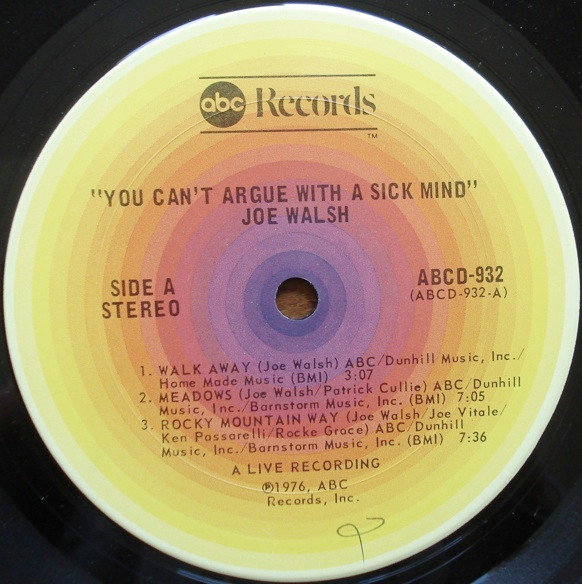 abc Records
TM
"YOU CAN'T ARGUE WITH A SICK MIND"
JOE WALSH
SIDE A
STEREO
ABCD-932
(ABCD-932-A)
1. WALK AWAY (Joe Walsh) ABC/Dunhill Music, Inc./
Home Made Music (BMI) 3:07
2. MEADOWS (Joe Walsh/Patrick Cullie) ABC/Dunhill
Music, Inc./Barnstorm Music, Inc. (BMI) 7:05
3. ROCKY MOUNTAIN WAY (Joe Walsh/Joe Vitale/
Ken Passarelli/Rocke Grace) ABC/Dunhill
Music, Inc./Barnstorm Music, Inc. (BMI) 7:36
A LIVE RECORDING
℗1976, ABC
Records, Inc.